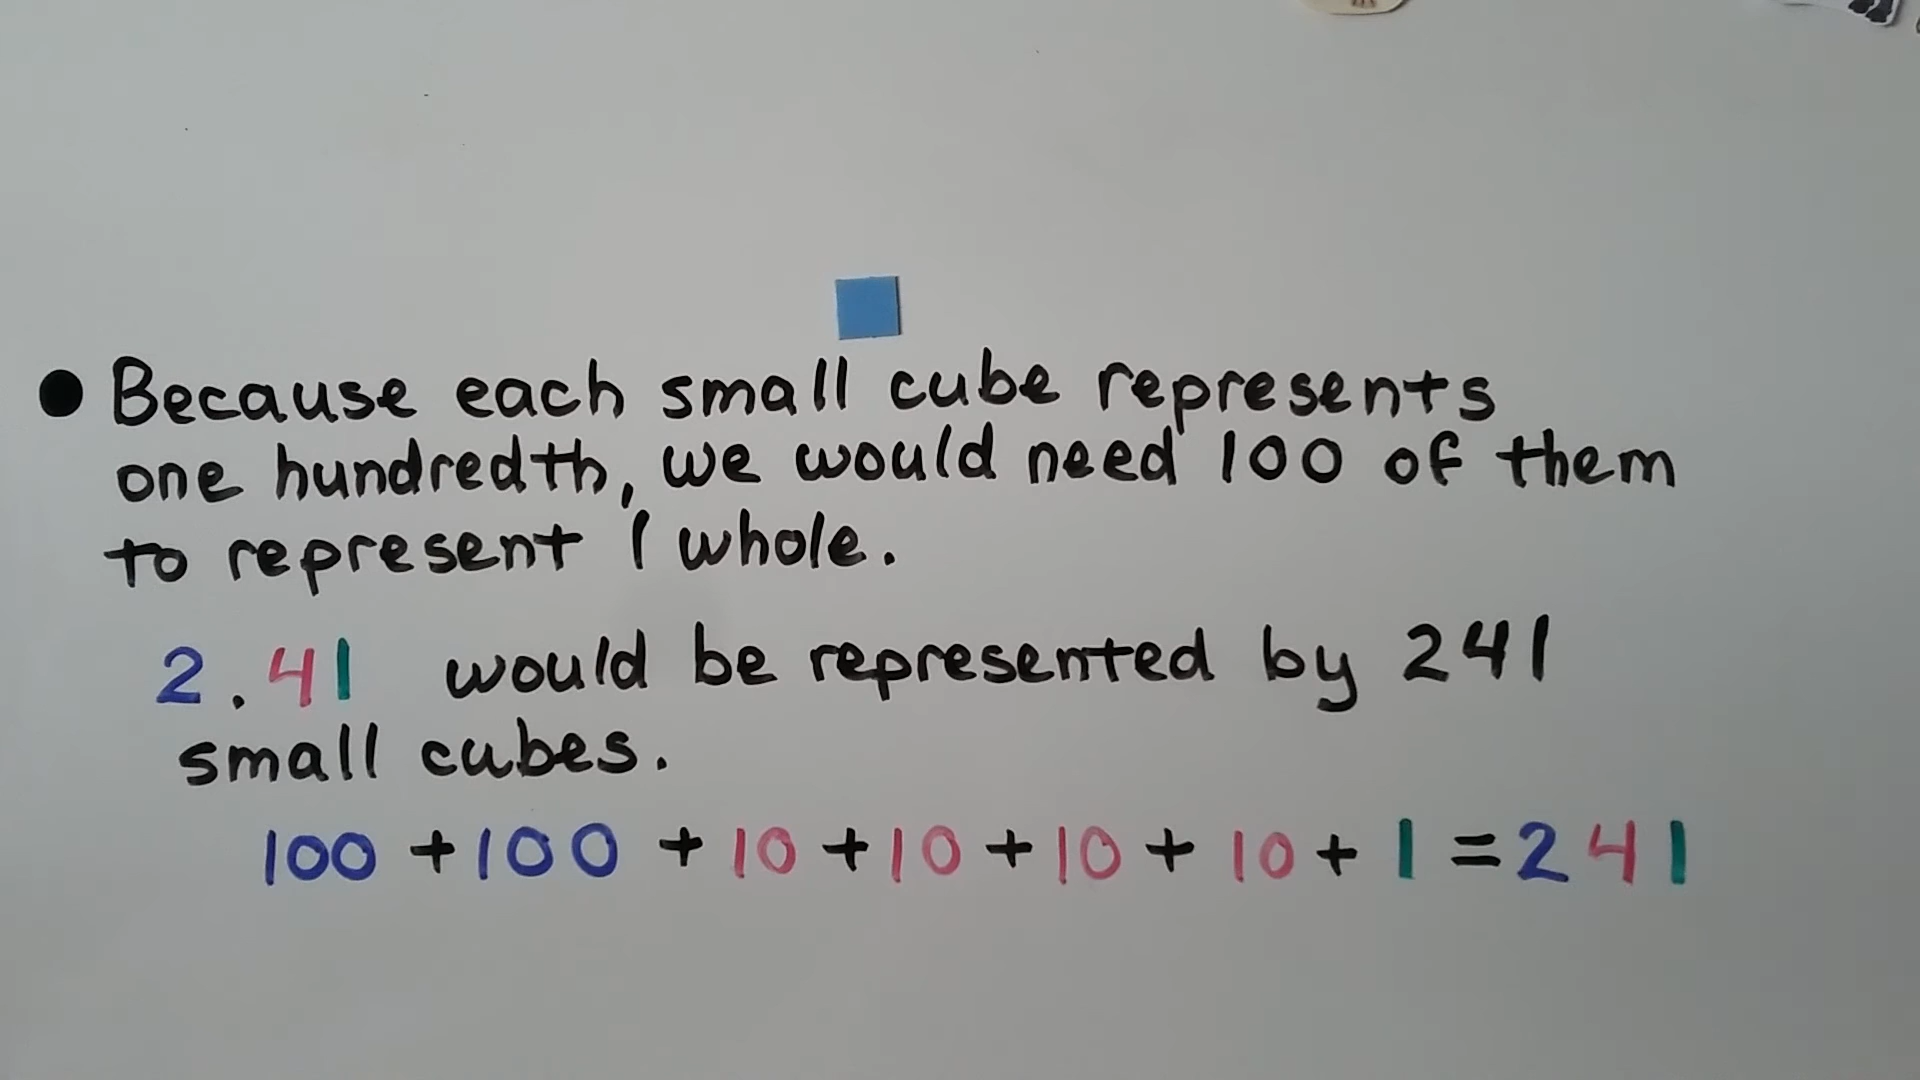 ● Because each small cube represents
one hundredth, we would need 100 of them
to represent 1 whole.
2.41 would be represented by 241
small cubes.
100 + 100 + 10 + 10 + 10 + 10 + 1 = 241